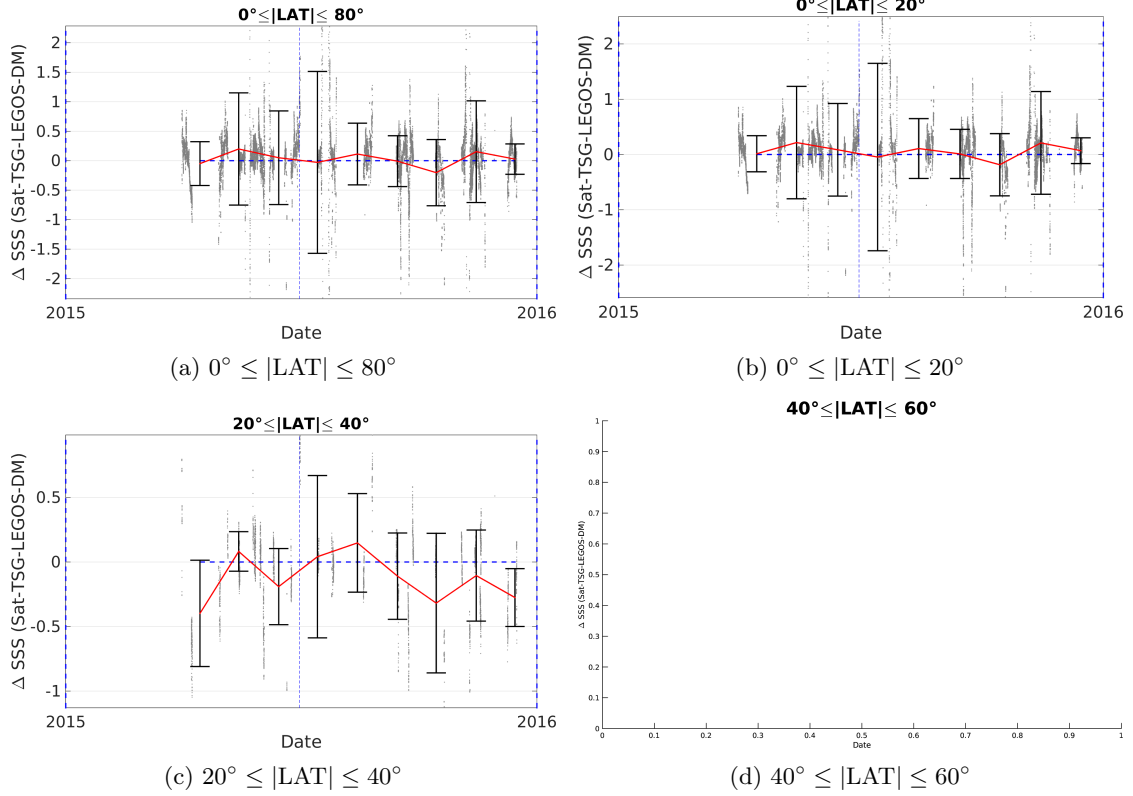 0°≤|LAT|≤ 80°
Δ SSS (Sat-TSG-LEGOS-DM)
2
1.5
1
0.5
0
-0.5
-1
-1.5
-2
2015
2016
Date
(a) 0° ≤ |LAT| ≤ 80°
0°≤|LAT|≤ 20°
Δ SSS (Sat-TSG-LEGOS-DM)
2
1
0
-1
-2
2015
2016
Date
(b) 0° ≤ |LAT| ≤ 20°
20°≤|LAT|≤ 40°
Δ SSS (Sat-TSG-LEGOS-DM)
0.5
0
-0.5
-1
2015
2016
Date
(c) 20° ≤ |LAT| ≤ 40°
40°≤|LAT|≤ 60°
Δ SSS (Sat-TSG-LEGOS-DM)
1
0.9
0.8
0.7
0.6
0.5
0.4
0.3
0.2
0.1
0
0 0.1 0.2 0.3 0.4 0.5 0.6 0.7 0.8 0.9 1
Date
(d) 40° ≤ |LAT| ≤ 60°